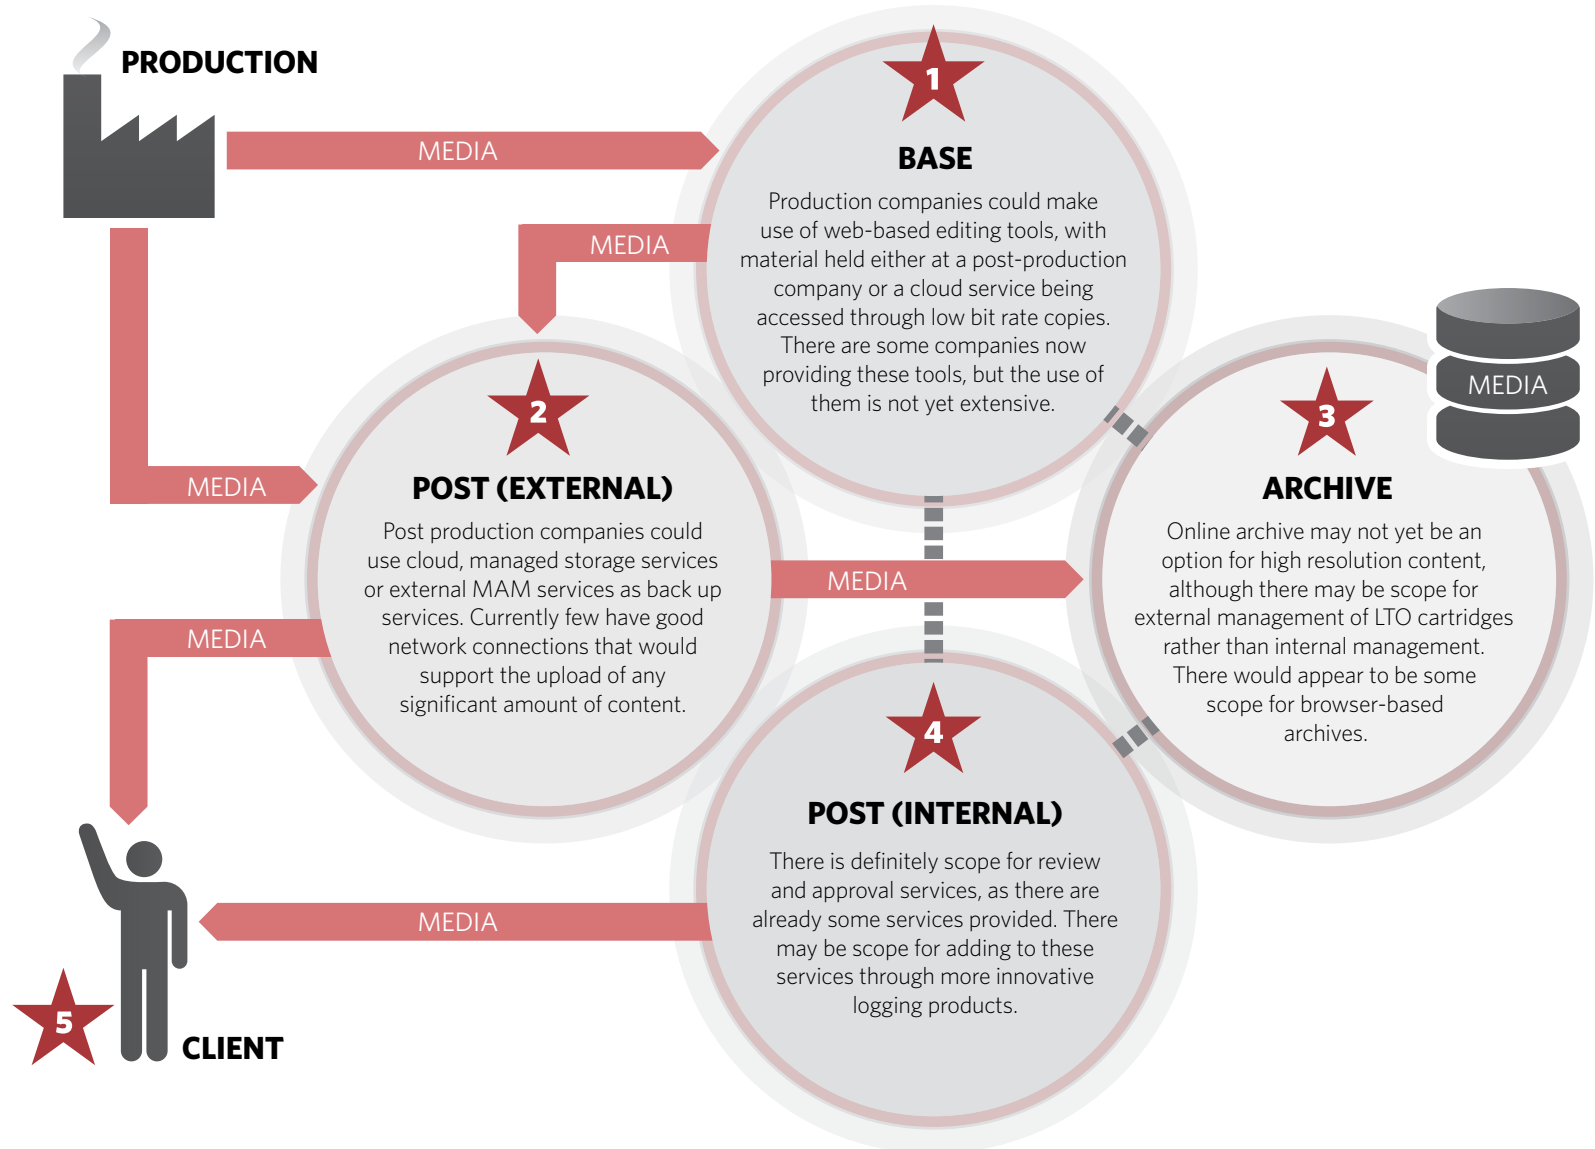 PRODUCTION
MEDIA
1
BASE
Production companies could make
use of web-based editing tools, with
material held either at a post-production
company or a cloud service being
accessed through low bit rate copies.
There are some companies now
providing these tools, but the use of
them is not yet extensive.
MEDIA
MEDIA
2
POST (EXTERNAL)
Post production companies could
use cloud, managed storage services
or external MAM services as back up
services. Currently few have good
network connections that would
support the upload of any
significant amount of content.
MEDIA
MEDIA
3
ARCHIVE
Online archive may not yet be an
option for high resolution content,
although there may be scope for
external management of LTO cartridges
rather than internal management.
There would appear to be some
scope for browser-based
archives.
MEDIA
MEDIA
4
POST (INTERNAL)
There is definitely scope for review
and approval services, as there are
already some services provided. There
may be scope for adding to these
services through more innovative
logging products.
MEDIA
5
CLIENT